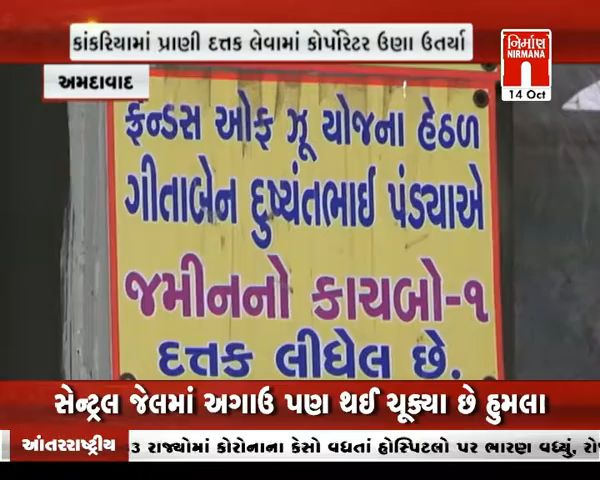 કાંકરિયામાં પ્રાણી દત્તક લેવામાં કોર્પોરેટર ઉણા ઉતર્યા
નિર્માણ
NIRMANA
14 Oct
અમદાવાદ
ફ્રેન્ડસ ઓફ ઝૂ યોજના હેઠળ
ગીતાબેન દુષ્યંતભાઈ પંડ્યાએ
જમીનનો કાચબો-૧
દત્તક લીધેલ છે.
સેન્ટ્રલ જેલમાં અગાઉ પણ થઈ ચૂક્યા છે હુમલા
આંતરરાષ્ટ્રીય
3 રાજ્યોમાં કોરોનાના કેસો વધતાં હોસ્પિટલો પર ભારણ વધ્યું,